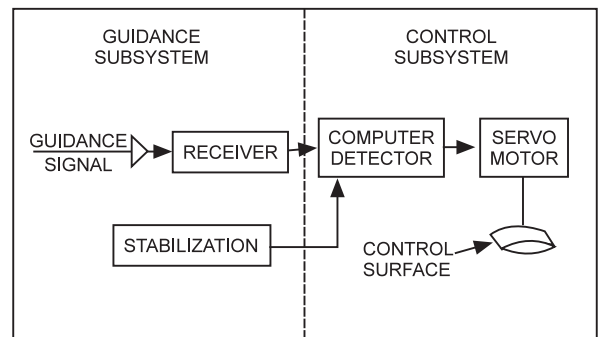 GUIDANCE
SUBSYSTEM
CONTROL
SUBSYSTEM
GUIDANCE
SIGNAL
RECEIVER
COMPUTER
DETECTOR
SERVO
MOTOR
STABILIZATION
CONTROL
SURFACE